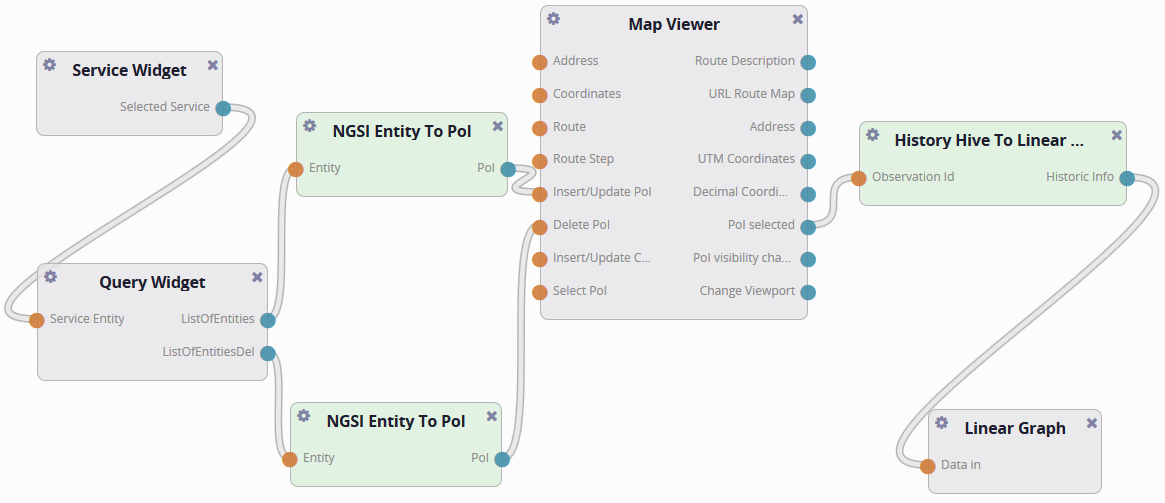 Service Widget
Selected Service
Query Widget
Service Entity
ListOfEntities
ListOfEntitiesDel
NGSI Entity To PoI
Entity
PoI
NGSI Entity To PoI
Entity
PoI
Map Viewer
Address
Route Description
Coordinates
URL Route Map
Route
Address
Route Step
UTM Coordinates
Insert/Update PoI
Decimal Coordi...
Delete PoI
PoI selected
Insert/Update C...
PoI visibility cha...
Select PoI
Change Viewport
History Hive To Linear ...
Observation Id
Historic Info
Linear Graph
Data in